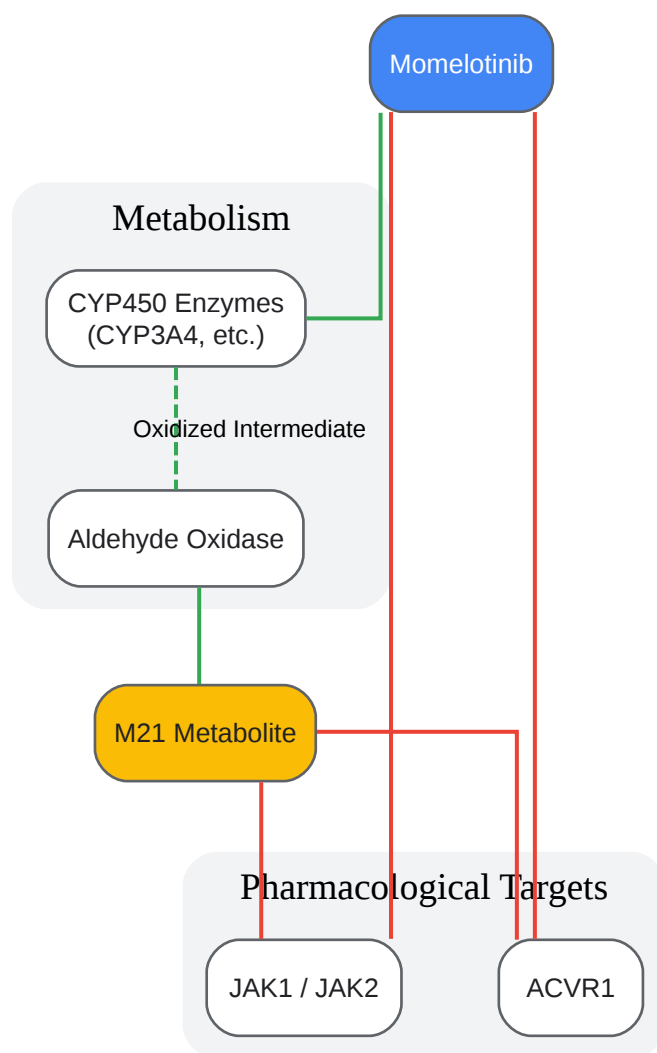 Momelotinib
Metabolism
CYP450 Enzymes
(CYP3A4, etc.)
Oxidized Intermediate
Aldehyde Oxidase
M21 Metabolite
Pharmacological Targets
JAK1 / JAK2
ACVR1